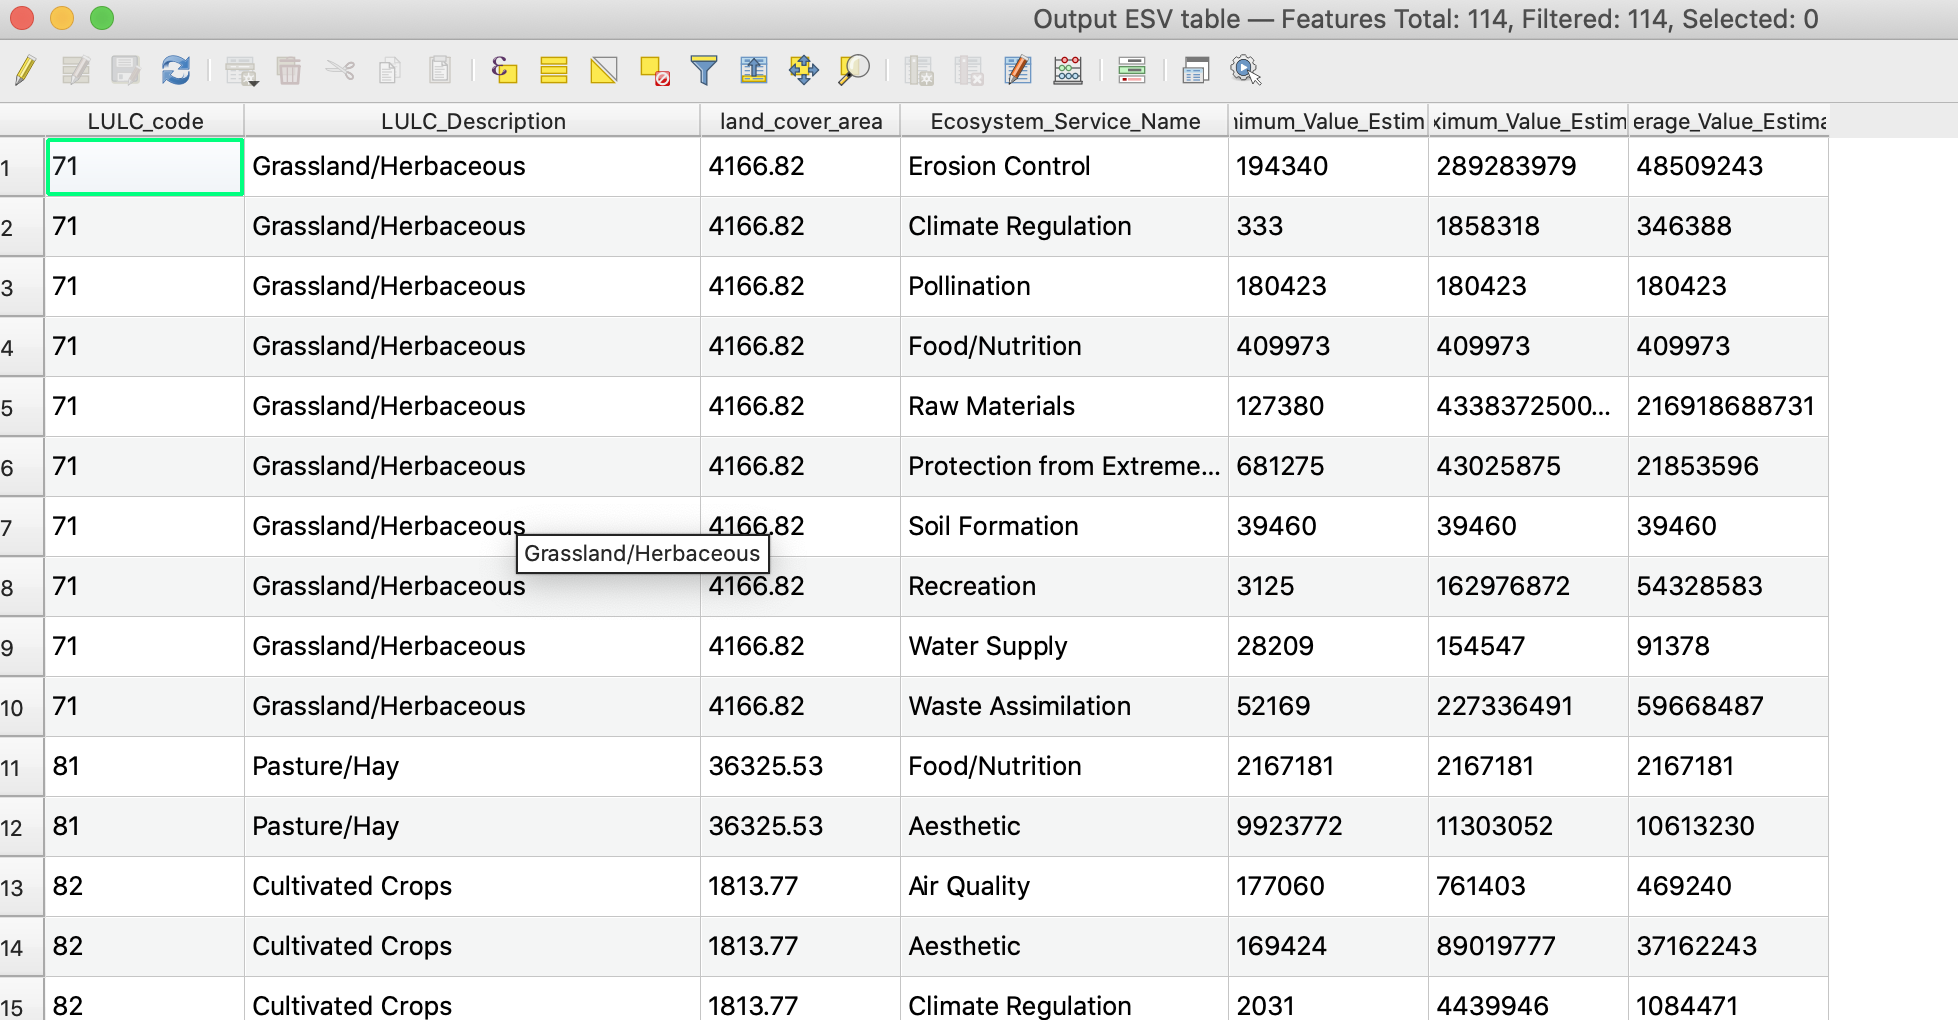 Output ESV table — Features Total: 114, Filtered: 114, Selected: 0
LULC_code LULC_Description land_cover_area Ecosystem_Service_Name nimum_Value_Estim ximum_Value_Estim erage_Value_Estima
1 71 Grassland/Herbaceous 4166.82 Erosion Control 194340 289283979 48509243
2 71 Grassland/Herbaceous 4166.82 Climate Regulation 333 1858318 346388
3 71 Grassland/Herbaceous 4166.82 Pollination 180423 180423 180423
4 71 Grassland/Herbaceous 4166.82 Food/Nutrition 409973 409973 409973
5 71 Grassland/Herbaceous 4166.82 Raw Materials 127380 4338372500... 216918688731
6 71 Grassland/Herbaceous 4166.82 Protection from Extreme... 681275 43025875 21853596
7 71 Grassland/Herbaceous 4166.82 Soil Formation 39460 39460 39460
Grassland/Herbaceous
8 71 Grassland/Herbaceous 4166.82 Recreation 3125 162976872 54328583
9 71 Grassland/Herbaceous 4166.82 Water Supply 28209 154547 91378
10 71 Grassland/Herbaceous 4166.82 Waste Assimilation 52169 227336491 59668487
11 81 Pasture/Hay 36325.53 Food/Nutrition 2167181 2167181 2167181
12 81 Pasture/Hay 36325.53 Aesthetic 9923772 11303052 10613230
13 82 Cultivated Crops 1813.77 Air Quality 177060 761403 469240
14 82 Cultivated Crops 1813.77 Aesthetic 169424 89019777 37162243
15 82 Cultivated Crops 1813.77 Climate Regulation 2031 4439946 1084471